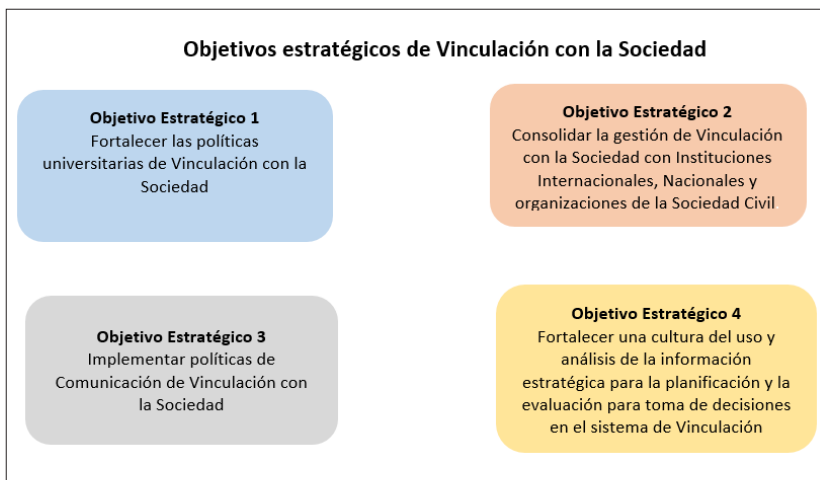 Objetivos estratégicos de Vinculación con la Sociedad
Objetivo Estratégico 1
Fortalecer las políticas
universitarias de Vinculación con la
Sociedad
Objetivo Estratégico 2
Consolidar la gestión de Vinculación
con la Sociedad con Instituciones
Internacionales, Nacionales y
organizaciones de la Sociedad Civil.
Objetivo Estratégico 3
Implementar políticas de
Comunicación de Vinculación con
la Sociedad
Objetivo Estratégico 4
Fortalecer una cultura del uso y
análisis de la información
estratégica para la planificación y la
evaluación para toma de decisiones
en el sistema de Vinculación